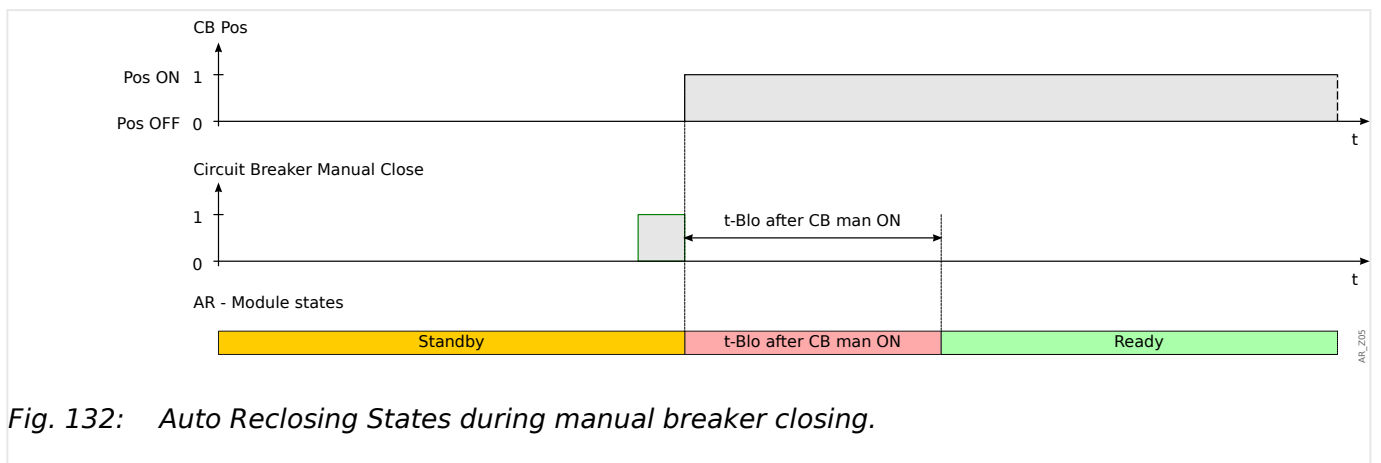 CB Pos
Pos ON 1
Pos OFF 0
t
Circuit Breaker Manual Close
1
t-Blo after CB man ON
0
t
AR - Module states
Standby
t-Blo after CB man ON
Ready
AR_Z05
Fig. 132: Auto Reclosing States during manual breaker closing.